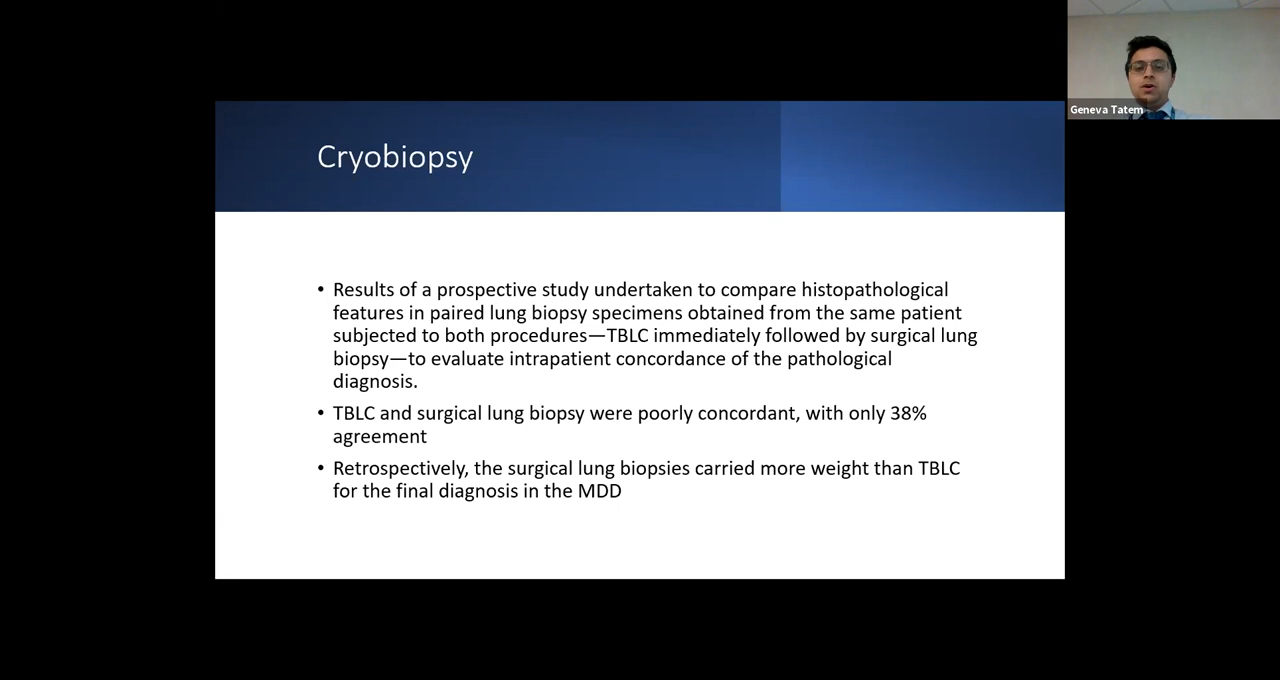 Geneva Tatem
Cryobiopsy
• Results of a prospective study undertaken to compare histopathological
features in paired lung biopsy specimens obtained from the same patient
subjected to both procedures—TBLC immediately followed by surgical lung
biopsy—to evaluate intrapatient concordance of the pathological
diagnosis.
• TBLC and surgical lung biopsy were poorly concordant, with only 38%
agreement
• Retrospectively, the surgical lung biopsies carried more weight than TBLC
for the final diagnosis in the MDD